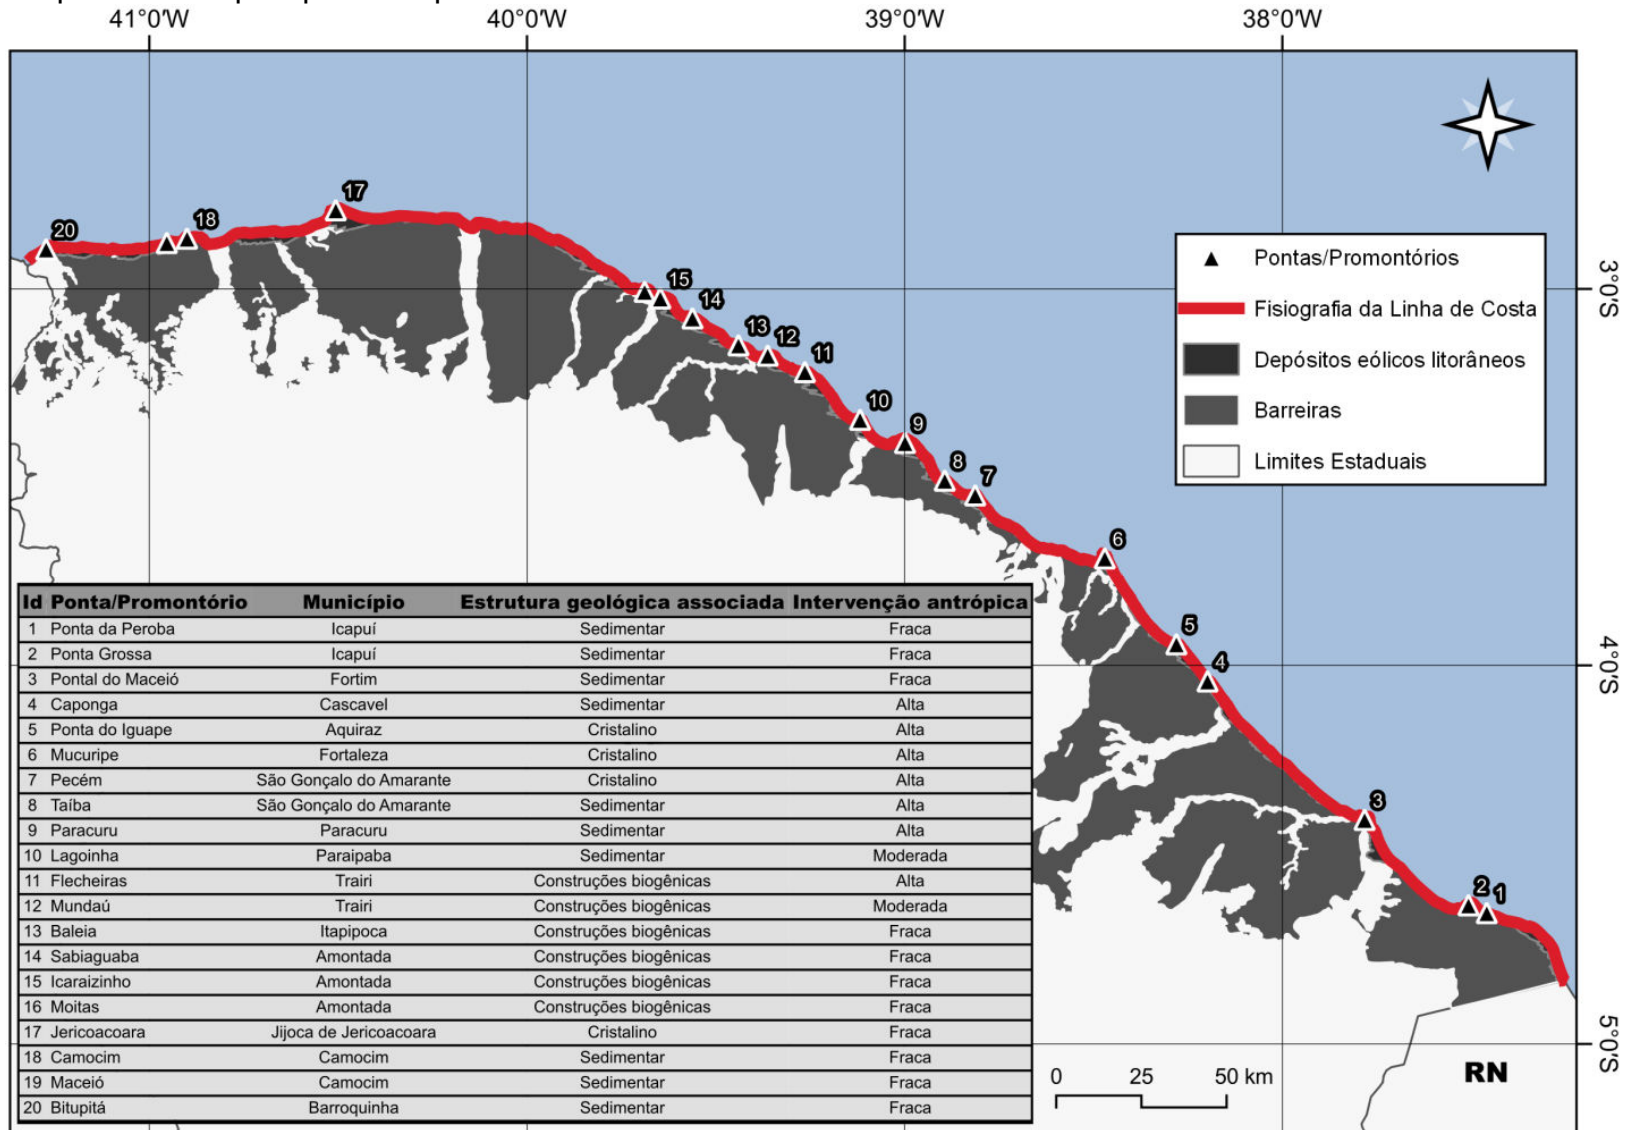 41°0'W 40°0'W 39°0'W 38°0'W
17
20
18
15
14
13
12
11
10
9
8
7
6
5
4
3
2
1
Pontas/Promontórios
Fisiografia da Linha de Costa
Depósitos eólicos litorâneos
Barreiras
Limites Estaduais
3°0'S
4°0'S
5°0'S
Id Ponta/Promontório Município Estrutura geológica associada Intervenção antrópica
1 Ponta da Peroba Icapuí Sedimentar Fraca
2 Ponta Grossa Icapuí Sedimentar Fraca
3 Pontal do Maceió Fortim Sedimentar Fraca
4 Caponga Cascavel Sedimentar Alta
5 Ponta do Iguape Aquiraz Cristalino Alta
6 Mucuripe Fortaleza Cristalino Alta
7 Pecém São Gonçalo do Amarante Cristalino Alta
8 Taíba São Gonçalo do Amarante Sedimentar Alta
9 Paracuru Paracuru Sedimentar Alta
10 Lagoinha Paraipaba Sedimentar Moderada
11 Flecheiras Trairi Construções biogênicas Alta
12 Mundaú Trairi Construções biogênicas Moderada
13 Baleia Itapipoca Construções biogênicas Fraca
14 Sabiaguaba Amontada Construções biogênicas Fraca
15 Icaraizinho Amontada Construções biogênicas Fraca
16 Moitas Amontada Construções biogênicas Fraca
17 Jericoacoara Jijoca de Jericoacoara Cristalino Fraca
18 Camocim Camocim Sedimentar Fraca
19 Maceió Camocim Sedimentar Fraca
20 Bitupitá Barroquinha Sedimentar Fraca
0 25 50 km
RN